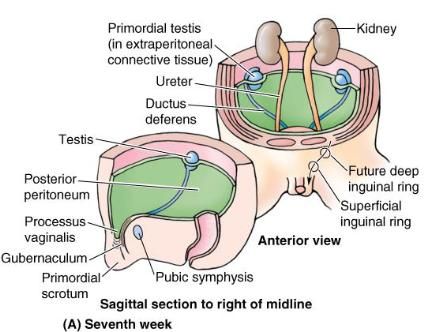 Primordial testis
(in extraperitoneal
connective tissue)
Kidney
Ureter
Ductus
deferens
Testis
Posterior
peritoneum
Processus
vaginalis
Gubernaculum
Primordial
scrotum
Pubic symphysis
Future deep
inguinal ring
Superficial
inguinal ring
Anterior view
Sagittal section to right of midline
(A) Seventh week